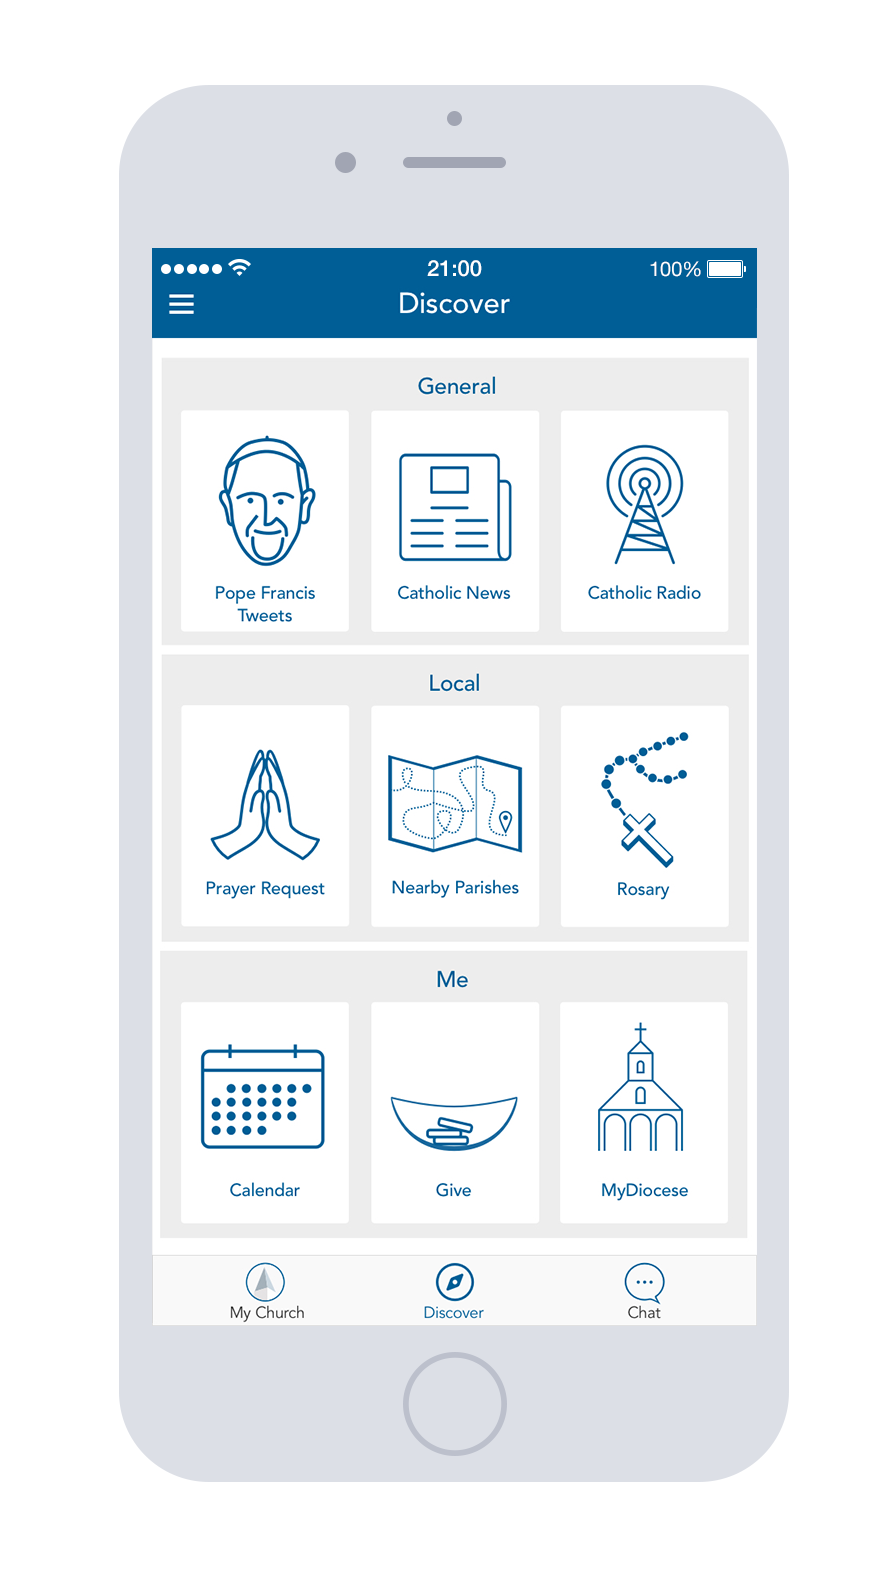 21:00
100%
Discover
General
Pope Francis
Tweets
Catholic News
Catholic Radio
Local
Prayer Request
Nearby Parishes
Rosary
Me
Calendar
Give
MyDiocese
My Church
Discover
Chat